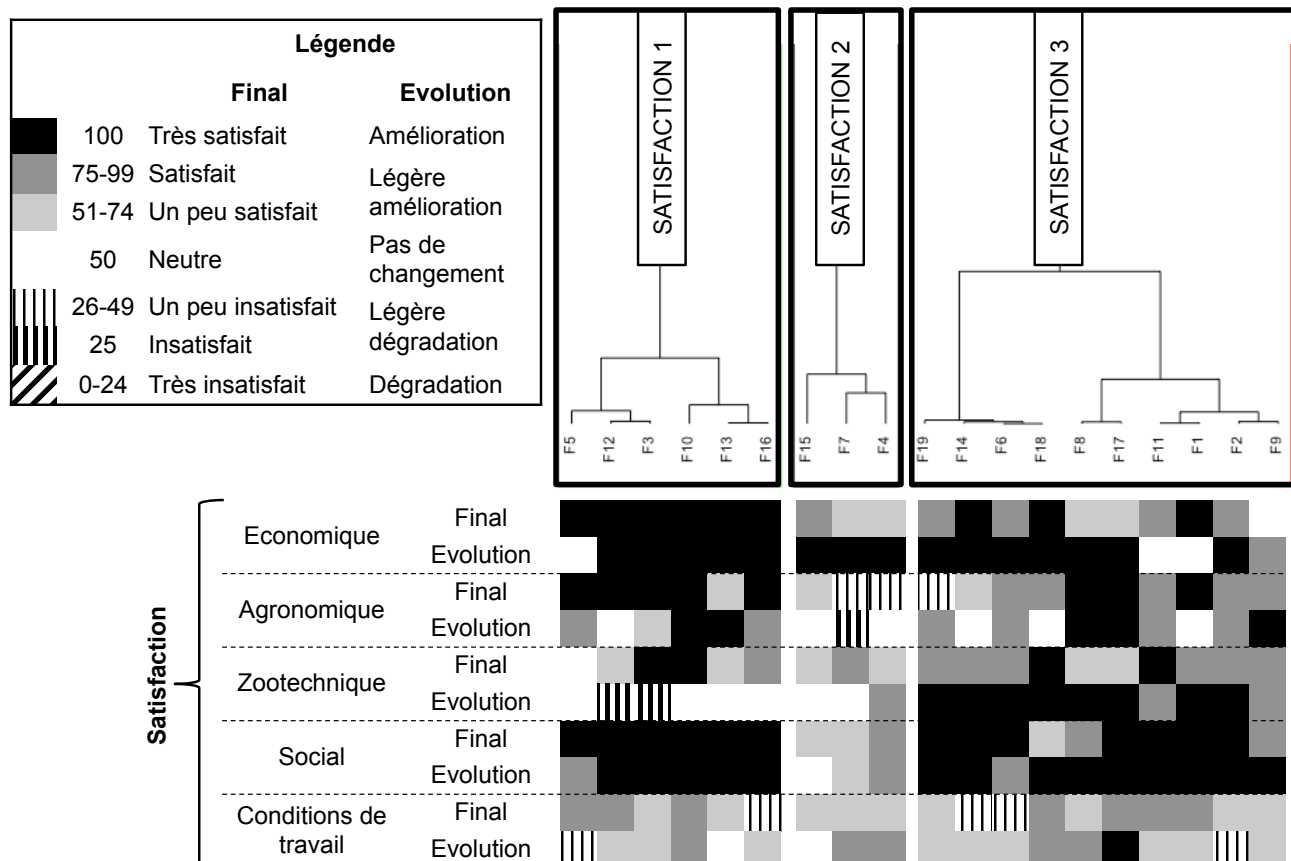 Légende
Final Evolution
100 Très satisfait Amélioration
75-99 Satisfait Légère
amélioration
51-74 Un peu satisfait
50 Neutre Pas de
changement
26-49 Un peu insatisfait Légère
dégradation
25 Insatisfait
0-24 Très insatisfait Dégradation
SATISFACTION 1
SATISFACTION 2
SATISFACTION 3
F5 F12 F3 F10 F13 F16 F15 F7 F4 F19 F14 F6 F18 F8 F17 F11 F1 F2 F9
Satisfaction
Economique
Final
Evolution
Agronomique
Final
Evolution
Zootechnique
Final
Evolution
Social
Final
Evolution
Conditions de
travail
Final
Evolution